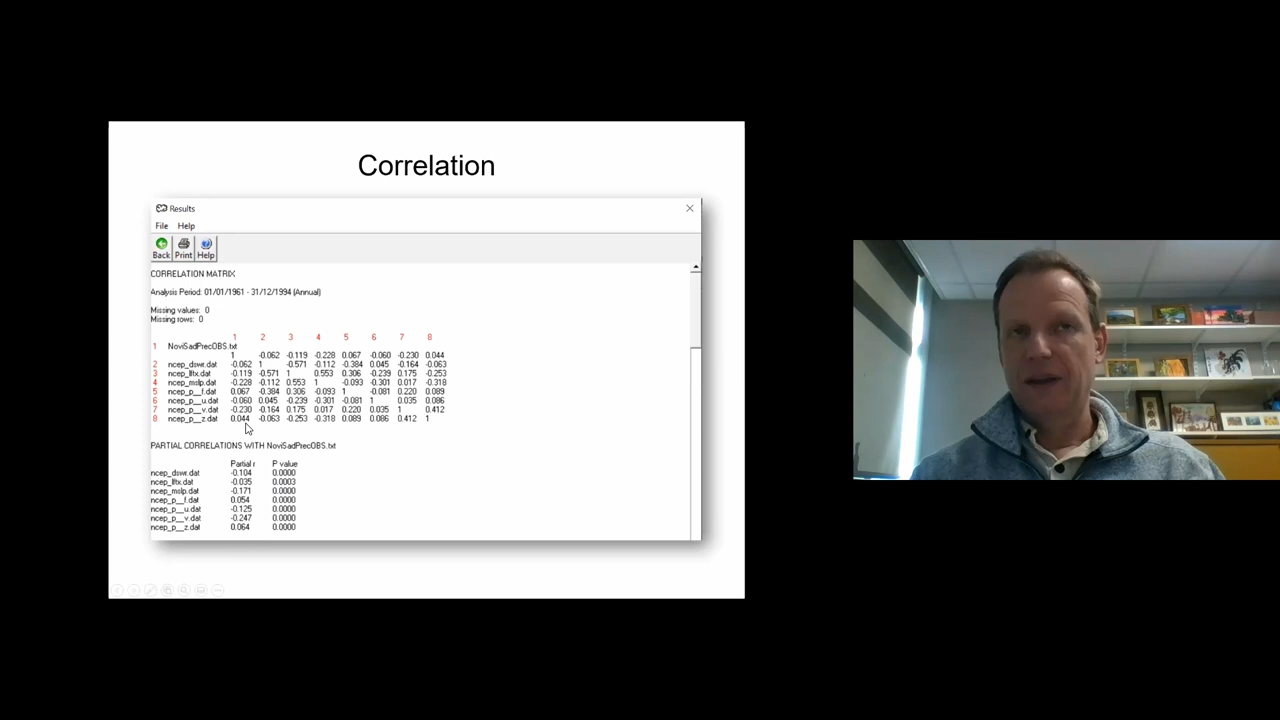 Correlation
Results
File Help
Back Print Help
CORRELATION MATRIX
Analysis Period: 01/01/1961 - 31/12/1994 (Annual)
Missing values: 0
Missing rows: 0
1 2 3 4 5 6 7 8
1 NoviSadPrecOBS.txt
1 -0.062 -0.119 -0.228 0.067 -0.060 -0.230 0.044
2 ncep_dswr.dat -0.062 1 -0.571 -0.112 -0.384 0.045 -0.164 -0.063
3 ncep_lftx.dat -0.119 -0.571 1 0.553 0.306 -0.239 0.175 -0.253
4 ncep_mslp.dat -0.228 -0.112 0.553 1 -0.093 -0.301 0.017 -0.318
5 ncep_p__f.dat 0.067 -0.384 0.306 -0.093 1 -0.081 0.220 0.089
6 ncep_p__u.dat -0.060 0.045 -0.239 -0.301 -0.081 1 0.035 0.086
7 ncep_p__v.dat -0.230 -0.164 0.175 0.017 0.220 0.035 1 0.412
8 ncep_p__z.dat 0.044 -0.063 -0.253 -0.318 0.089 0.086 0.412 1
PARTIAL CORRELATIONS WITH NoviSadPrecOBS.txt
Partial r P value
ncep_dswr.dat -0.104 0.0000
ncep_lftx.dat -0.035 0.0003
ncep_mslp.dat -0.171 0.0000
ncep_p__f.dat 0.054 0.0000
ncep_p__u.dat -0.125 0.0000
ncep_p__v.dat -0.247 0.0000
ncep_p__z.dat 0.064 0.0000